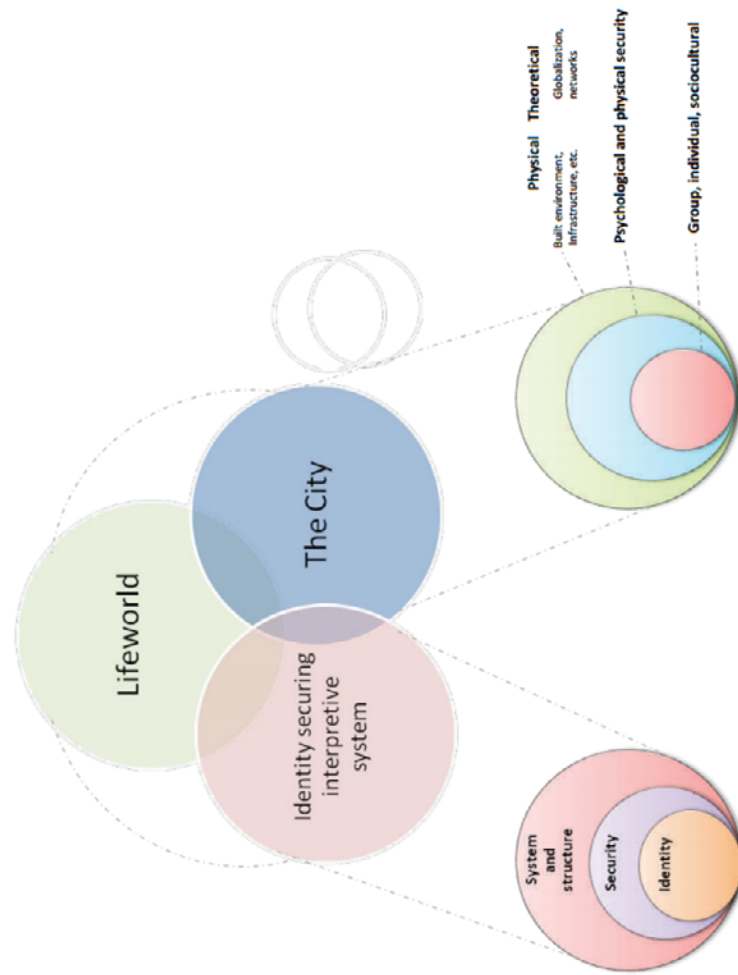 Lifeworld
Identity securing
interpretive
system
The City
System
and
structure
Security
Identity
Physical
Theoretical
Built environment,
Infrastructure, etc.
Globalization,
networks
Psychological and physical security
Group, individual, sociocultural